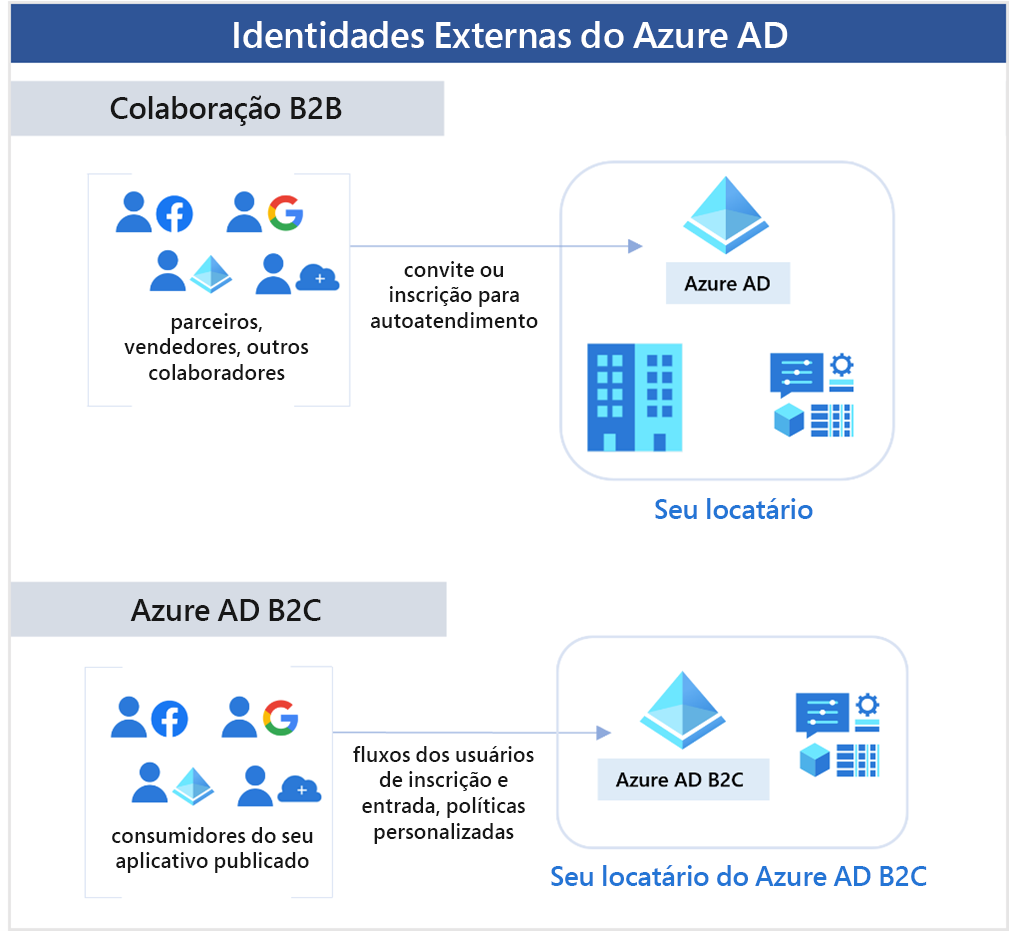 Identidades Externas do Azure AD
Colaboração B2B
parceiros,
vendedores, outros
colaboradores
convite ou
inscrição para
autoatendimento
Azure AD
Seu locatário
Azure AD B2C
consumidores do seu
aplicativo publicado
fluxos dos usuários
de inscrição e
entrada, políticas
personalizadas
Azure AD B2C
Seu locatário do Azure AD B2C